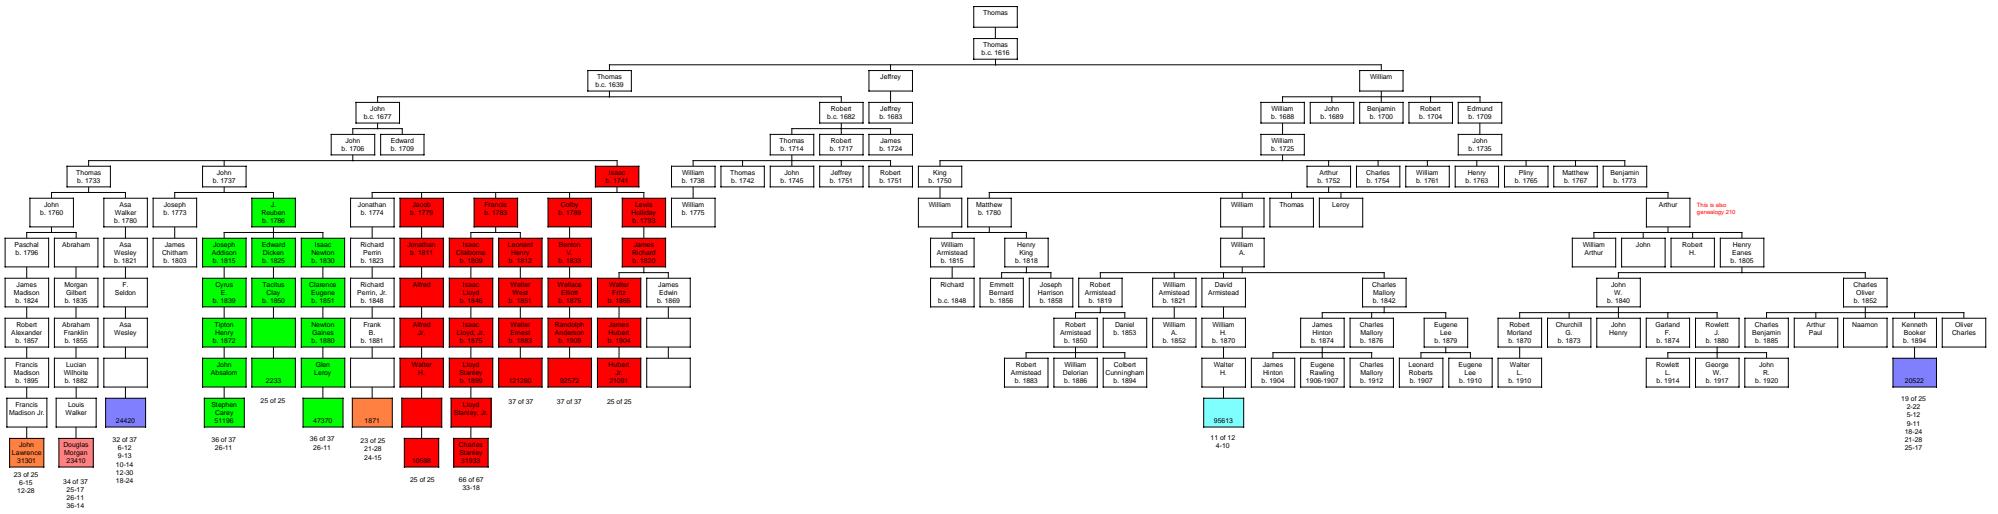 Thomas
Thomas
b.c. 1616
Thomas
b.c. 1639
Jeffrey
William
John
b.c. 1677
Robert
b.c. 1682
Jeffrey
b. 1683
William
b. 1688
John
b. 1689
Benjamin
b. 1700
Robert
b. 1704
Edmund
b. 1709
John
b. 1706
Edward
b. 1709
Thomas
b. 1714
Robert
b. 1717
James
b. 1724
William
b. 1725
John
b. 1735
Thomas
b. 1733
John
b. 1737
Isaac
b. 1741
William
b. 1738
Thomas
b. 1742
John
b. 1745
Jeffrey
b. 1751
Robert
b. 1751
King
b. 1750
Arthur
b. 1752
Charles
b. 1754
William
b. 1761
Henry
b. 1763
Pliny
b. 1765
Matthew
b. 1767
Benjamin
b. 1773
John
b. 1760
Asa
Walker
b. 1780
Joseph
b. 1773
J.
Reuben
b. 1786
Jonathan
b. 1774
Jacob
b. 1779
Francis
b. 1783
Colby
b. 1789
Lewis
Holliday
b. 1793
William
b. 1775
William
Matthew
b. 1780
William
Thomas
Leroy
Arthur
This is also
genealogy 210
Paschal
b. 1796
Abraham
Asa
Wesley
b. 1821
James
Chitham
b. 1803
Joseph
Addison
b. 1815
Edward
Dicken
b. 1825
Isaac
Newton
b. 1830
Richard
Perrin
b. 1823
Jonathan
b. 1811
Isaac
Claiborne
b. 1809
Leonard
Henry
b. 1812
Benton
V.
b. 1833
James
Richard
b. 1820
William
Armistead
b. 1815
Henry
King
b. 1818
William
A.
William
Arthur
John
Robert
H.
Henry
Eanes
b. 1805
James
Madison
b. 1824
Morgan
Gilbert
b. 1835
F.
Seldon
Cyrus
E.
b. 1839
Tacitus
Clay
b. 1850
Clarence
Eugene
b. 1851
Richard
Perrin, Jr.
b. 1848
Alfred
Isaac
Lloyd
b. 1846
Walter
West
b. 1851
Wallace
Ellius
b. 1875
Walter
Fritz
b. 1866
James
Edwin
b. 1869
Richard
b.c. 1848
Emmett
Bernard
b. 1856
Joseph
Harrison
b. 1858
Robert
Armistead
b. 1819
William
Armistead
b. 1821
David
Armistead
Charles
Mallory
b. 1842
John
W.
b. 1840
Charles
Oliver
b. 1852
Robert
Alexander
b. 1857
Abraham
Franklin
b. 1855
Asa
Wesley
Tipton
Henry
b. 1872
Newton
Gaines
b. 1880
Frank
B.
b. 1881
Alfred
Jr.
Isaac
Lloyd, Jr.
b. 1875
Walter
Ernest
b. 1883
Randolph
Anderson
b. 1909
James
Hubert
b. 1904
Robert
Armistead
b. 1850
Daniel
b. 1853
William
A.
b. 1852
William
H.
b. 1870
James
Hinton
b. 1874
Charles
Mallory
b. 1876
Eugene
Lee
b. 1879
Robert
Morland
b. 1870
Churchill
G.
b. 1873
John
Henry
Garland
F.
b. 1874
Rowlett
J.
b. 1880
Charles
Benjamin
b. 1885
Arthur
Paul
Naamon
Kenneth
Booker
b. 1894
Oliver
Charles
Francis
Madison
b. 1895
Lucian
Wilhoite
b. 1882
John
Absalom
2233
Glen
Leroy
Walter
H.
Lloyd
Stanley
b. 1899
121260
92572
Hubert
Jr.
21031
Robert
Armistead
b. 1883
William
Delorian
b. 1886
Colbert
Cunningham
b. 1894
Walter
H.
James
Hinton
b. 1904
Eugene
Rawling
1906-1907
Charles
Mallory
b. 1912
Leonard
Roberts
b. 1907
Eugene
Lee
b. 1910
Walter
L.
b. 1910
Rowlett
L.
b. 1914
George
W.
b. 1917
John
R.
b. 1920
20522
Francis
Madison Jr.
Louis
Walker
24420
Stephen
Carey
51196
25 of 25
47370
1871
Lloyd
Stanley, Jr.
37 of 37
37 of 37
25 of 25
95613
19 of 25
2-22
5-12
9-11
18-24
21-28
25-17
John
Lawrence
31301
Douglas
Morgan
23410
32 of 37
6-12
9-13
10-14
12-30
18-24
36 of 37
26-11
36 of 37
26-11
23 of 25
21-28
24-15
Charles
Stanley
31933
11 of 12
4-10
23 of 25
6-15
12-28
34 of 37
25-17
26-11
36-14
25 of 25
66 of 67
33-18